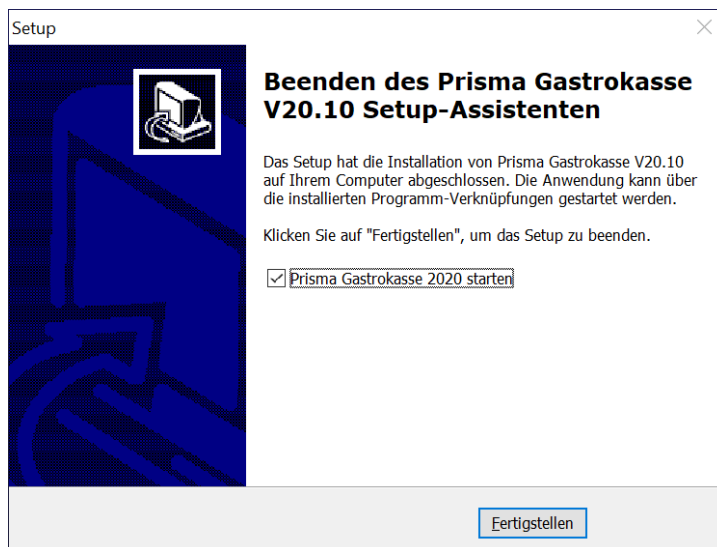 Setup
Beenden des Prisma Gastrokasse
V20.10 Setup-Assistenten
Das Setup hat die Installation von Prisma Gastrokasse V20.10
auf Ihrem Computer abgeschlossen. Die Anwendung kann über
die installierten Programm-Verknüpfungen gestartet werden.
Klicken Sie auf "Fertigstellen", um das Setup zu beenden.
Prisma Gastrokasse 2020 starten
Fertigstellen